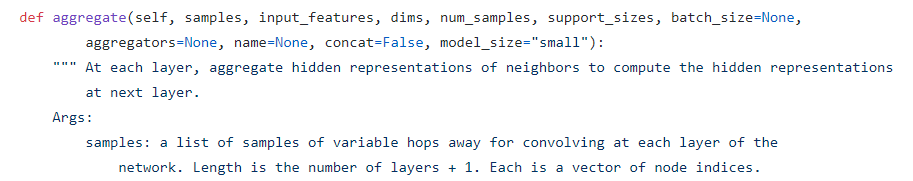 def aggregate(self, samples, input_features, dims, num_samples, support_sizes, batch_size=None,
aggregators=None, name=None, concat=False, model_size="small"):
""" At each layer, aggregate hidden representations of neighbors to compute the hidden representations
at next layer.
Args:
samples: a list of samples of variable hops away for convolving at each layer of the
network. Length is the number of layers + 1. Each is a vector of node indices.